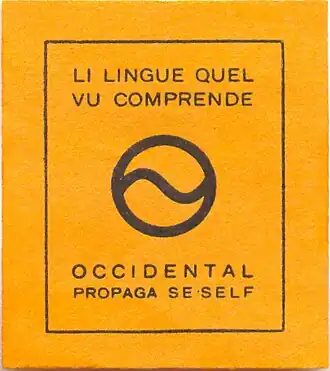 LI LINGUE QUEL
VU COMPRENDE
OCCIDENTAL
PROPAGA SE SELF